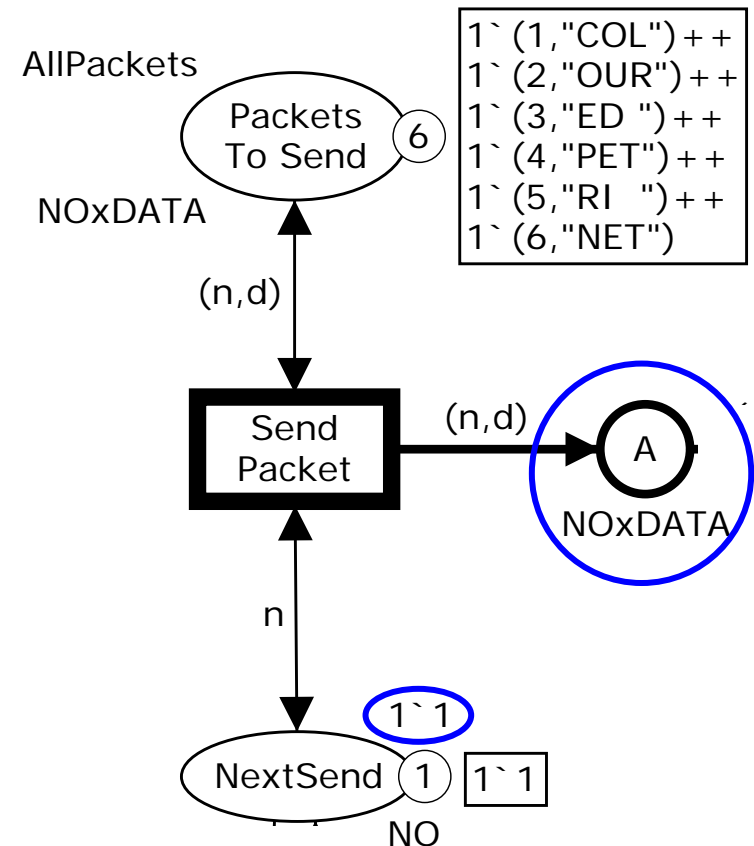 AllPackets
Packets
To Send
6
1`(1,"COL")++
1`(2,"OUR")++
1`(3,"ED ")++
1`(4,"PET")++
1`(5,"RI  ")++
1`(6,"NET")
NOxDATA
(n,d)
Send
Packet
(n,d)
A
NOxDATA
n
1`1
NextSend
1
1`1
NO